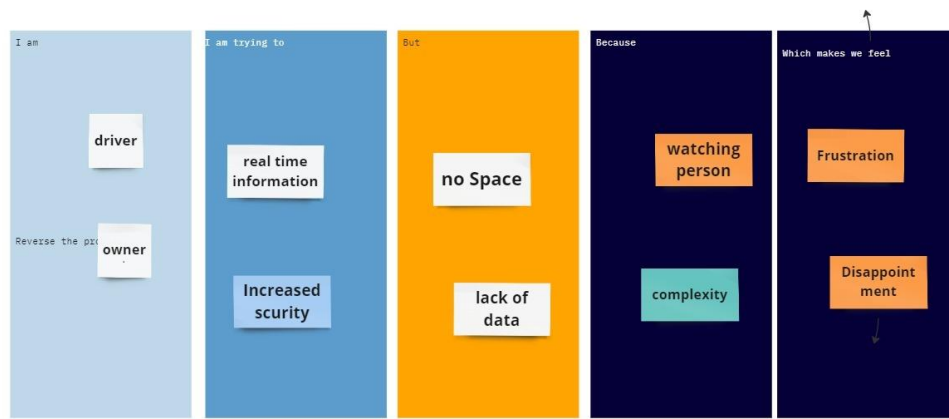 I am
driver
Reverse the pro
owner
I am trying to
real time
information
Increased
scurity
But
no Space
lack of
data
Because
watching
person
complexity
Which makes we feel
Frustration
Disappoint
ment